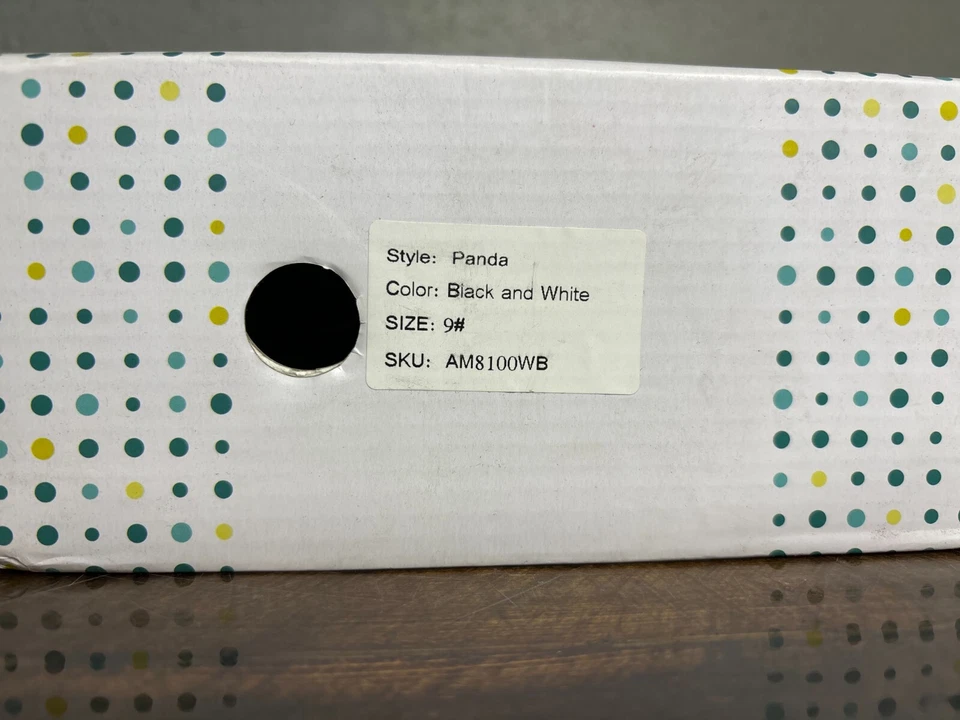 Style: Panda
Color: Black and White
SIZE: 9#
SKU: AM8100WB